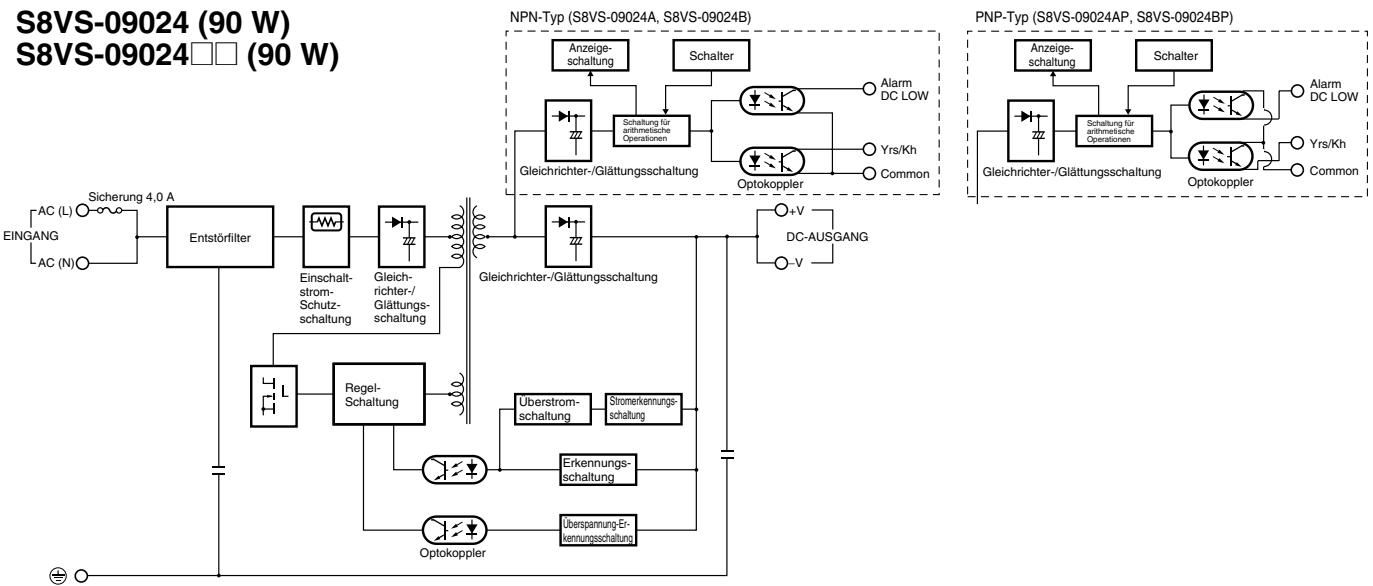 S8VS-09024 (90 W)
S8VS-09024□□ (90 W)
NPN-Typ (S8VS-09024A, S8VS-09024B)
Anzeige-
schaltung
Schalter
Alarm
DC LOW
Schaltung für
arithmetische
Operationen
Yrs/Kh
Gleichrichter-/Glättungsschaltung
Optokoppler
Common
PNP-Typ (S8VS-09024AP, S8VS-09024BP)
Anzeige-
schaltung
Schalter
Alarm
DC LOW
Schaltung für
arithmetische
Operationen
Yrs/Kh
Gleichrichter-/Glättungsschaltung
Optokoppler
Common
Sicherung 4,0 A
AC (L)
EINGANG
AC (N)
Entstörfilter
Einschalt-
strom-
Schutz-
schaltung
Gleich-
richter-/
Glättungs-
schaltung
Gleichrichter-/Glättungsschaltung
+V
DC-AUSGANG
–V
Regel-
Schaltung
Überstrom-
schaltung
Stromerkennungs-
schaltung
Erkennungs-
schaltung
Überspannung-Er-
kennungsschaltung
Optokoppler